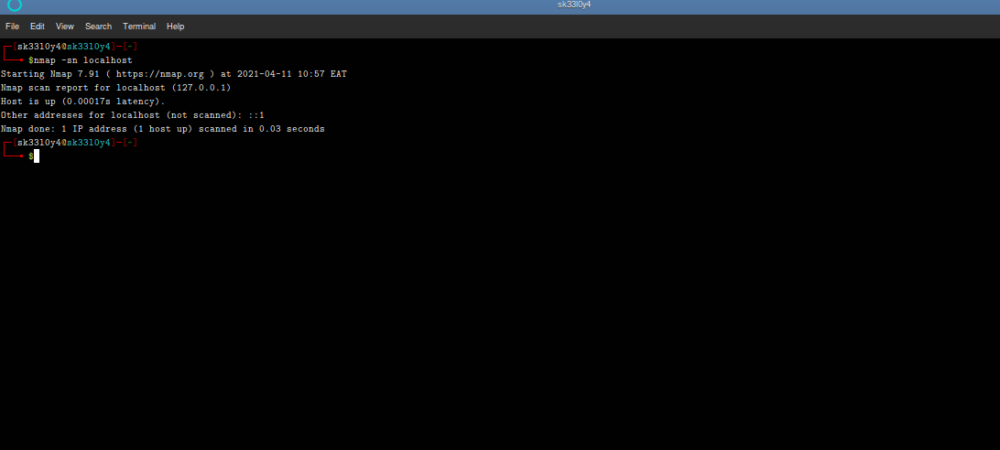 sk33l0y4
File Edit View Search Terminal Help
┌─[sk33l0y4@sk33l0y4]─[~]
└──╼ $nmap -sn localhost
Starting Nmap 7.91 ( https://nmap.org ) at 2021-04-11 10:57 EAT
Nmap scan report for localhost (127.0.0.1)
Host is up (0.00017s latency).
Other addresses for localhost (not scanned): ::1
Nmap done: 1 IP address (1 host up) scanned in 0.03 seconds
┌─[sk33l0y4@sk33l0y4]─[~]
└──╼ $